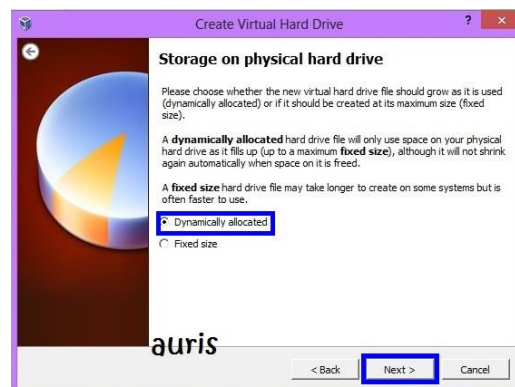 Create Virtual Hard Drive
?
×
Storage on physical hard drive
Please choose whether the new virtual hard drive file should grow as it is used
(dynamically allocated) or if it should be created at its maximum size (fixed
size).
A dynamically allocated hard drive file will only use space on your physical
hard drive as it fills up (up to a maximum fixed size), although it will not shrink
again automatically when space on it is freed.
A fixed size hard drive file may take longer to create on some systems but is
often faster to use.
Dynamically allocated
Fixed size
auris
< Back Next > Cancel